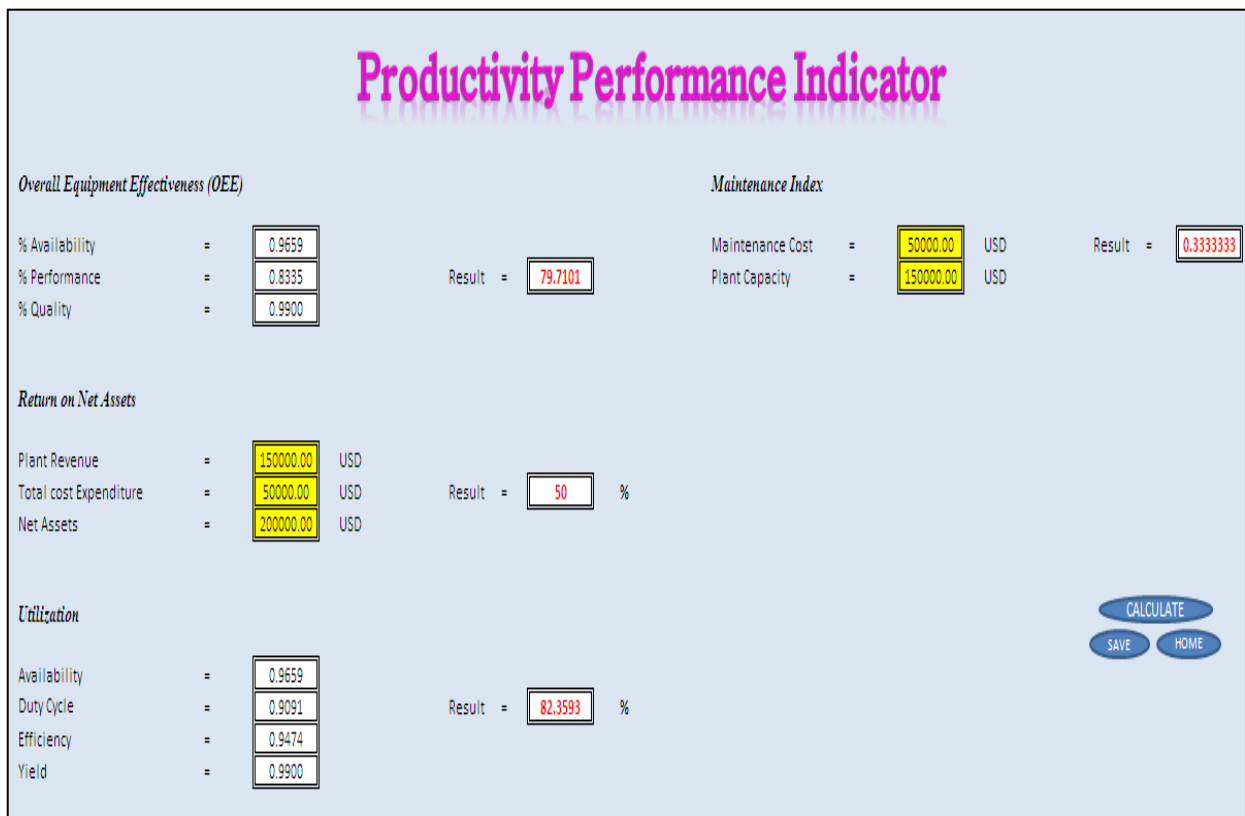 Productivity Performance Indicator
Overall Equipment Effectiveness (OEE)
% Availability = 0.9659
% Performance = 0.8335 Result = 79.7101
% Quality = 0.9900
Maintenance Index
Maintenance Cost = 50000.00 USD Result = 0.3333333
Plant Capacity = 150000.00 USD
Return on Net Assets
Plant Revenue = 150000.00 USD
Total cost Expenditure = 50000.00 USD Result = 50 %
Net Assets = 200000.00 USD
Utilization
Availability = 0.9659
Duty Cycle = 0.9091 Result = 82.3593 %
Efficiency = 0.9474
Yield = 0.9900
CALCULATE
SAVE HOME